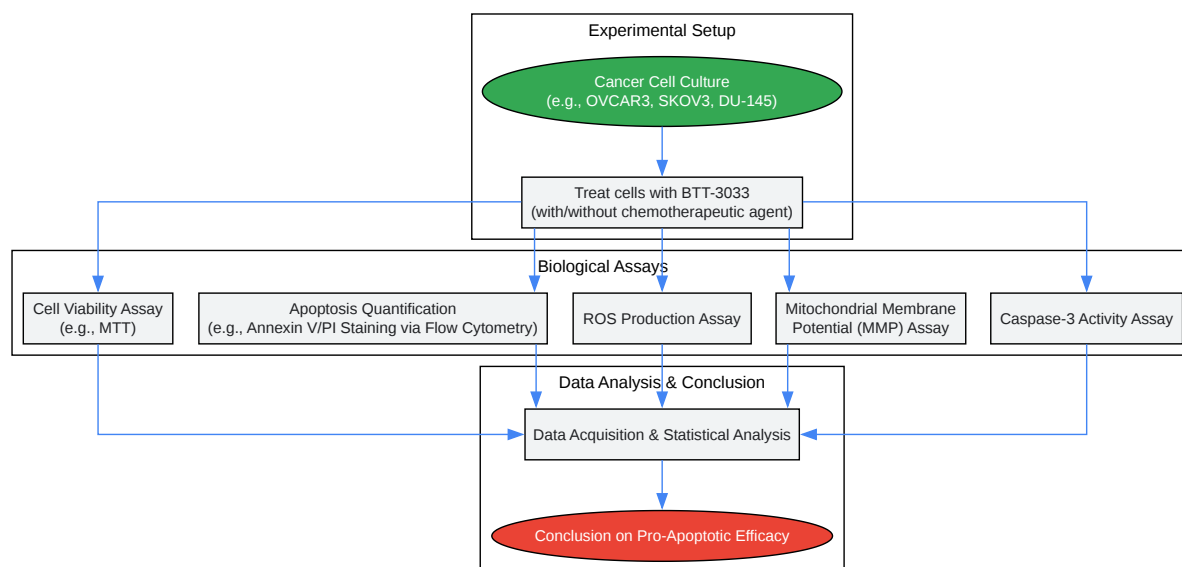 Experimental Setup
Cancer Cell Culture
(e.g., OVCAR3, SKOV3, DU-145)
Treat cells with BTT-3033
(with/without chemotherapeutic agent)
Biological Assays
Cell Viability Assay
(e.g., MTT)
Apoptosis Quantification
(e.g., Annexin V/PI Staining via Flow Cytometry)
ROS Production Assay
Mitochondrial Membrane
Potential (MMP) Assay
Caspase-3 Activity Assay
Data Analysis & Conclusion
Data Acquisition & Statistical Analysis
Conclusion on Pro-Apoptotic Efficacy